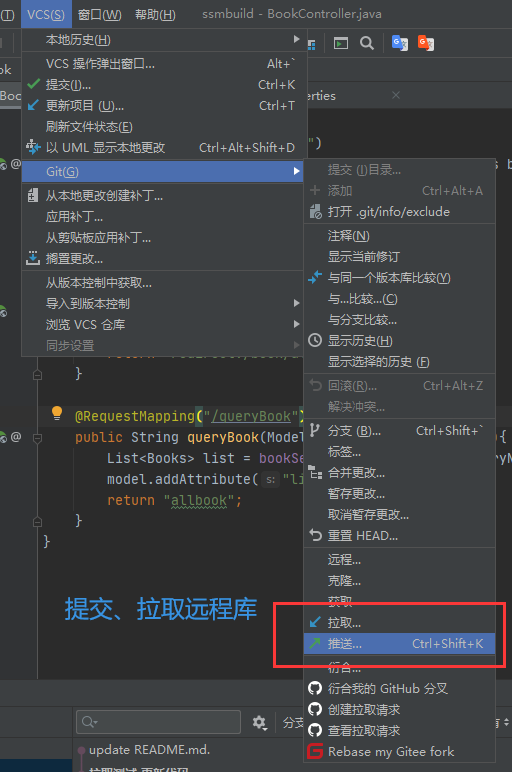 (T) VCS(S) 窗口(W) 帮助(H) ssmbuild - BookController.java
本地历史(H)
VCS 操作弹出窗口... Alt+`
提交(I)... Ctrl+K
更新项目 (U)... Ctrl+T
刷新文件状态(E)
以 UML 显示本地更改 Ctrl+Alt+Shift+D
Git(G)
从本地更改创建补丁...
应用补丁...
从剪贴板应用补丁...
搁置更改...
从版本控制中获取...
导入到版本控制
浏览 VCS 仓库
同步设置
ok
Boo
perties
")
提交 (I)目录...
添加 Ctrl+Alt+A
打开 .git/info/exclude
注释(N)
显示当前修订
与同一个版本库比较(Y)
与...比较...(C)
与分支比较...
显示历史(H)
显示选择的历史 (F)
回滚(R)... Ctrl+Alt+Z
解决冲突...
分支 (B)... Ctrl+Shift+`
标签...
合并更改...
暂存更改...
取消暂存更改...
重置 HEAD...
远程...
克隆...
获取
拉取...
推送... Ctrl+Shift+K
衍合...
衍合我的 GitHub 分叉
创建拉取请求
查看拉取请求
Rebase my Gitee fork
}
@RequestMapping("/queryBook")
public String queryBook(Model ){
List<Books> list = bookSe ryM
model.addAttribute( s: "li
return "allbook";
}
}
提交、拉取远程库
分支
update README.md.
拉取测试 更新代码